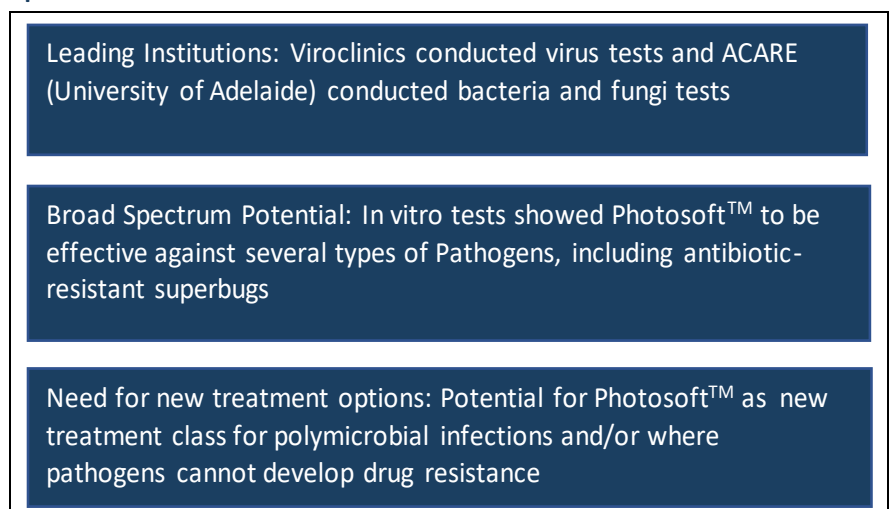 Leading Institutions: Viroclinics conducted virus tests and ACARE
(University of Adelaide) conducted bacteria and fungi tests
Broad Spectrum Potential: In vitro tests showed Photosoft™ to be
effective against several types of Pathogens, including antibiotic-
resistant superbugs
Need for new treatment options: Potential for Photosoft™ as new
treatment class for polymicrobial infections and/or where
pathogens cannot develop drug resistance